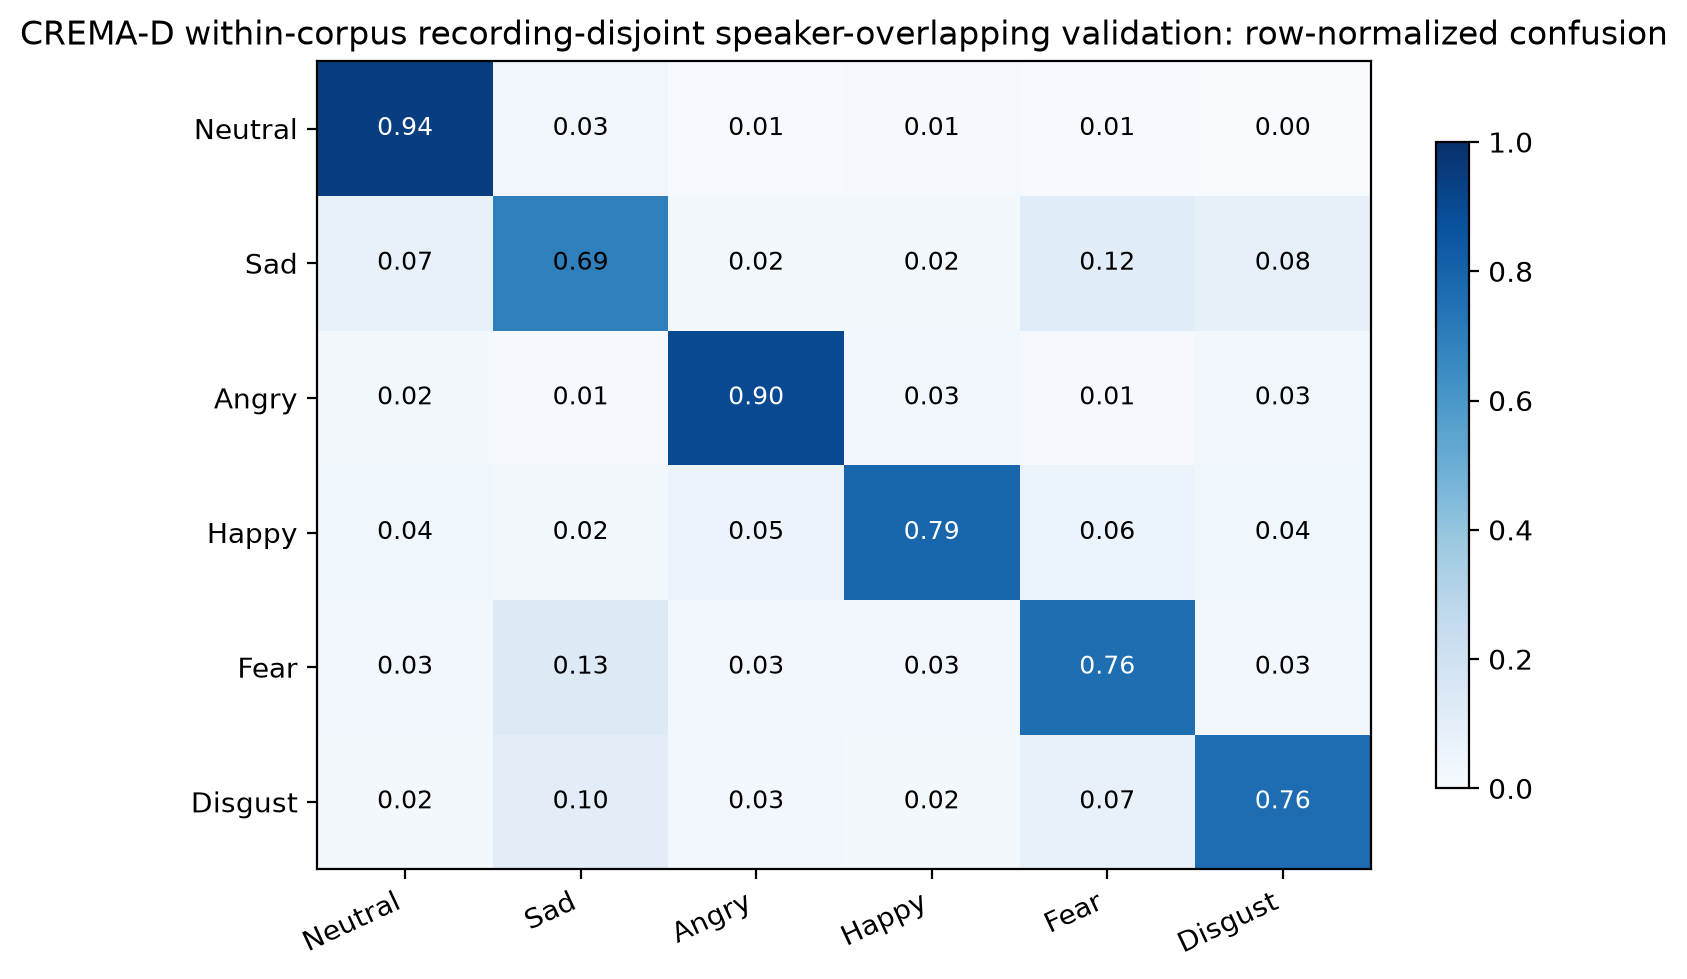 CREMA-D within-corpus recording-disjoint speaker-overlapping validation: row-normalized confusion
Neutral 0.94 0.03 0.01 0.01 0.01 0.00
Sad 0.07 0.69 0.02 0.02 0.12 0.08
Angry 0.02 0.01 0.90 0.03 0.01 0.03
Happy 0.04 0.02 0.05 0.79 0.06 0.04
Fear 0.03 0.13 0.03 0.03 0.76 0.03
Disgust 0.02 0.10 0.03 0.02 0.07 0.76
Neutral Sad Angry Happy Fear Disgust
1.0
0.8
0.6
0.4
0.2
0.0